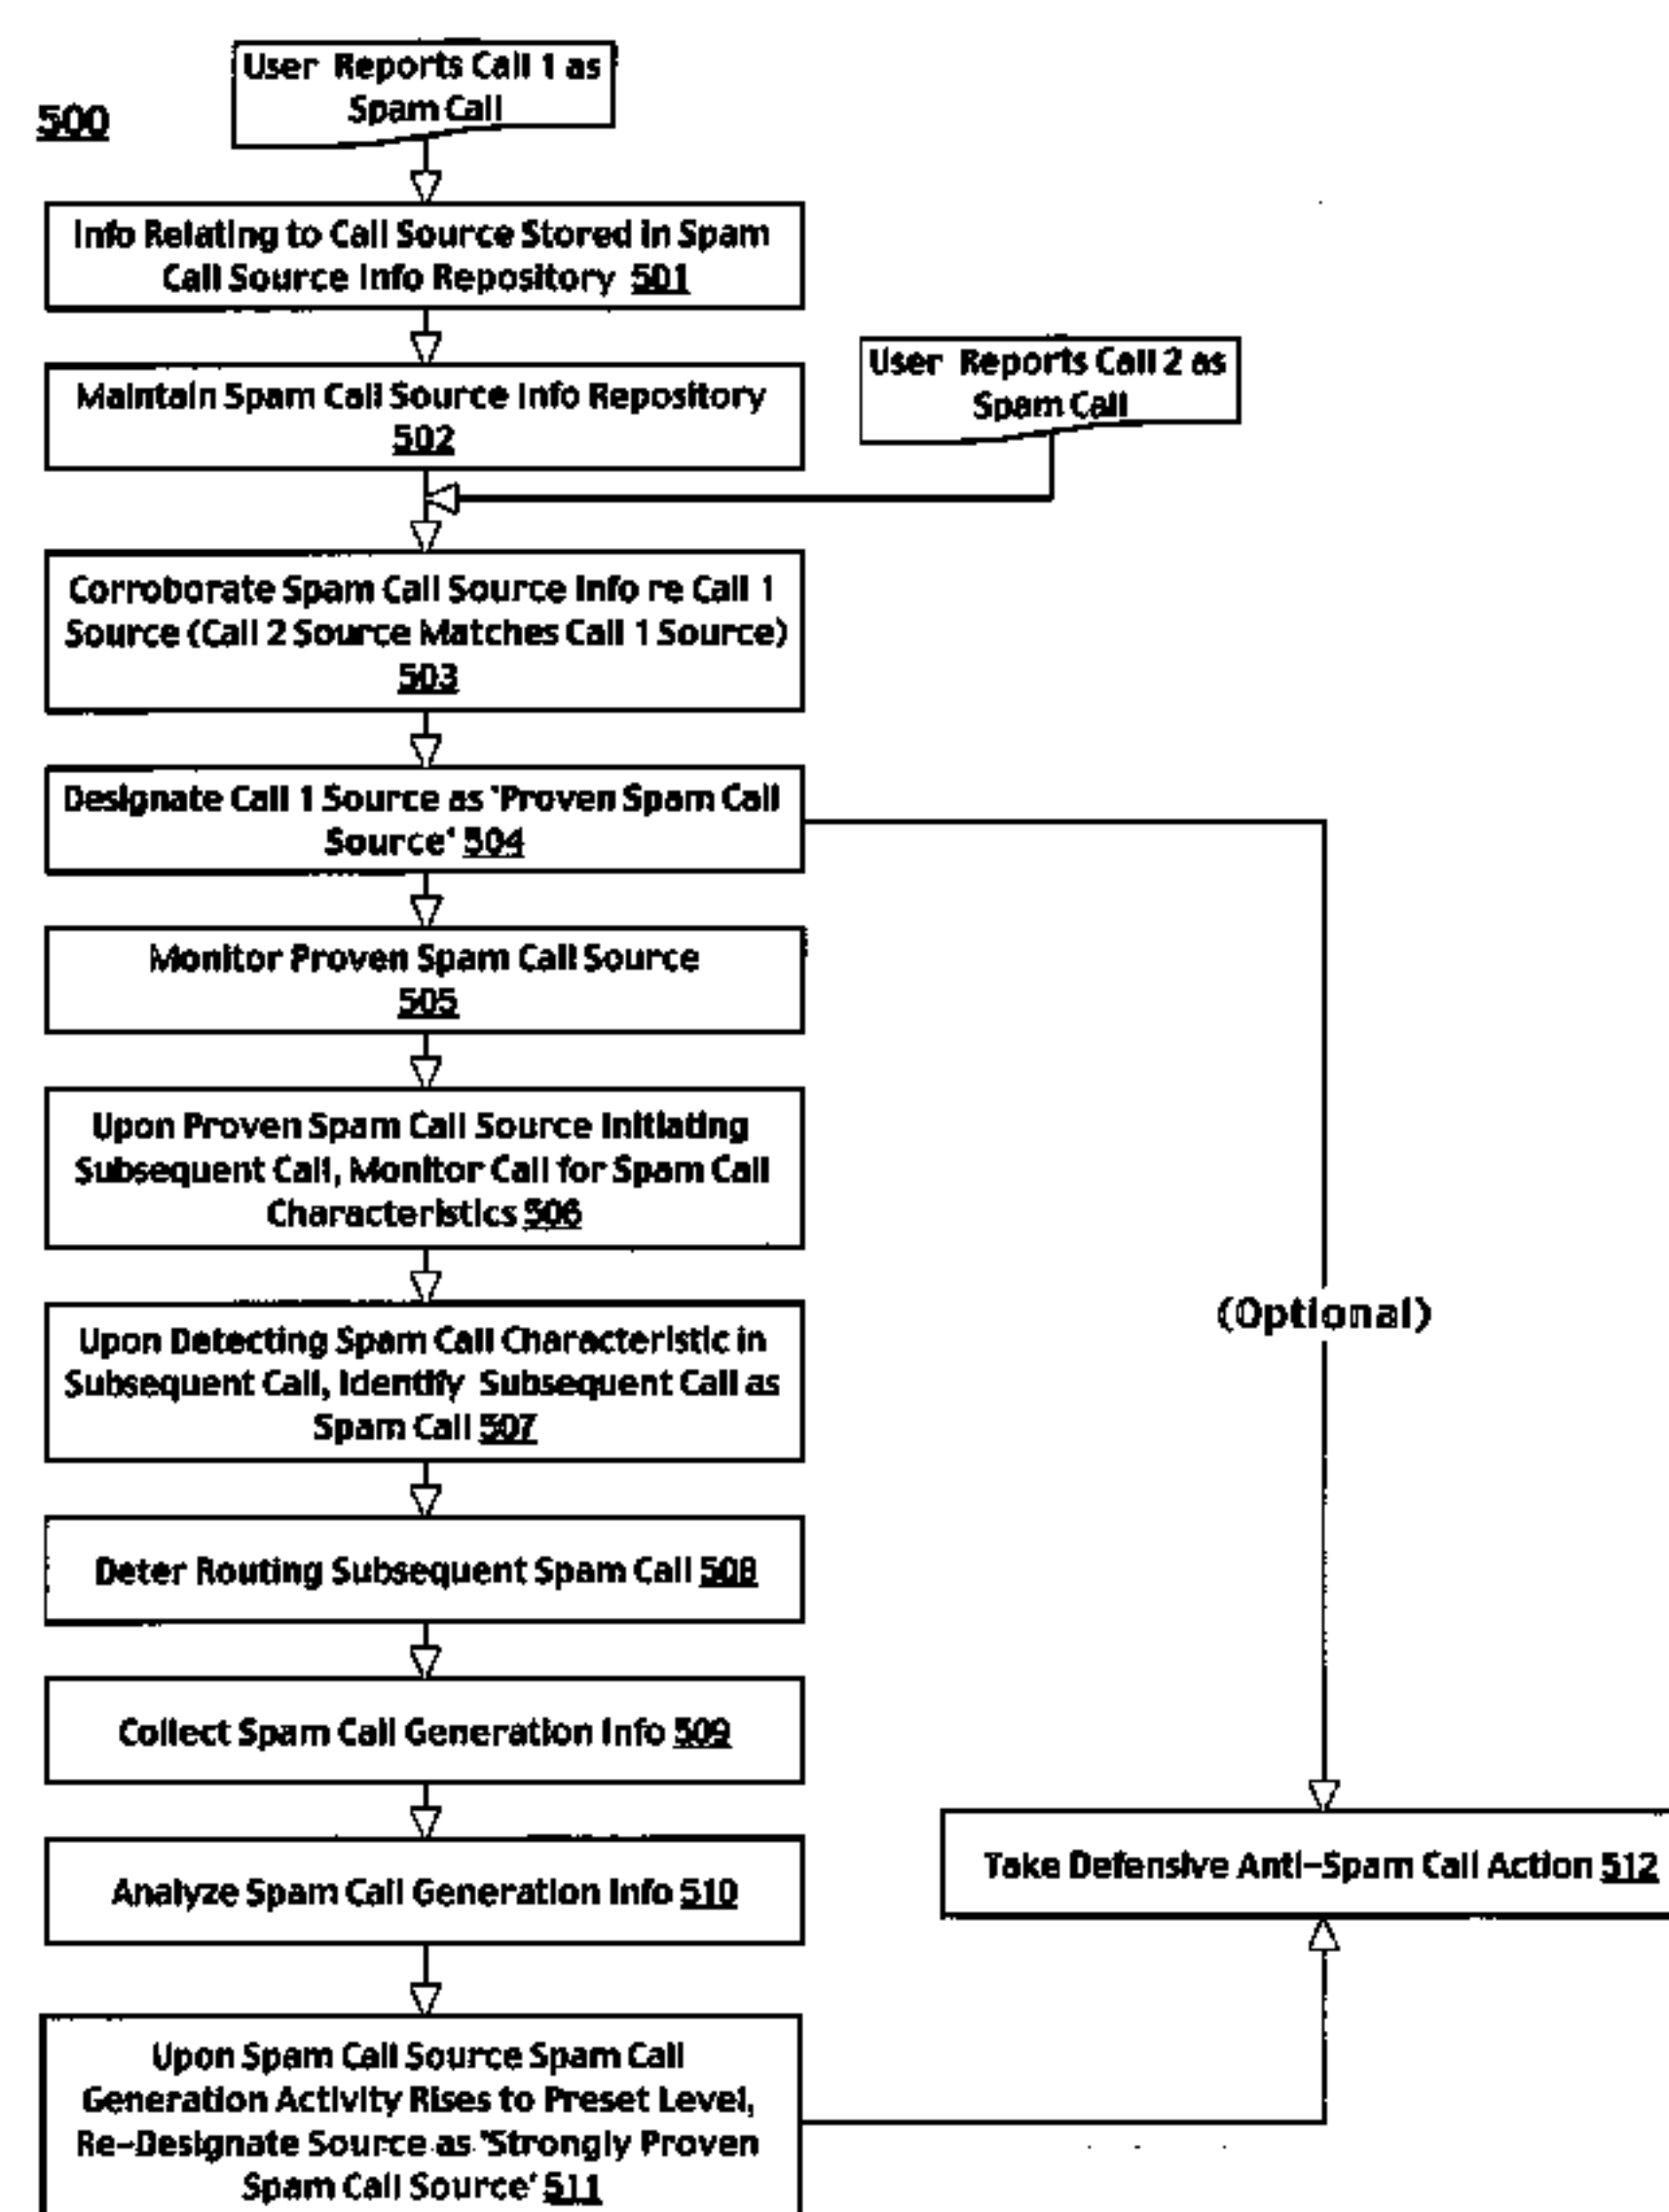 User Reports Call 1 as
Spam Call
500
Info Relating to Call Source Stored in Spam
Call Source Info Repository 501
Maintain Spam Call Source Info Repository
502
User Reports Call 2 as
Spam Call
Corroborate Spam Call Source Info re Call 1
Source (Call 2 Source Matches Call 1 Source)
503
Designate Call 1 Source as 'Proven Spam Call
Source' 504
Monitor Proven Spam Call Source
505
Upon Proven Spam Call Source Initiating
Subsequent Call, Monitor Call for Spam Call
Characteristics 506
Upon Detecting Spam Call Characteristic in
Subsequent Call, Identify Subsequent Call as
Spam Call 507
(Optional)
Deter Routing Subsequent Spam Call 508
Collect Spam Call Generation Info 509
Analyze Spam Call Generation Info 510
Take Defensive Anti-Spam Call Action 512
Upon Spam Call Source Spam Call
Generation Activity Rises to Preset Level,
Re-Designate Source as 'Strongly Proven
Spam Call Source' 511